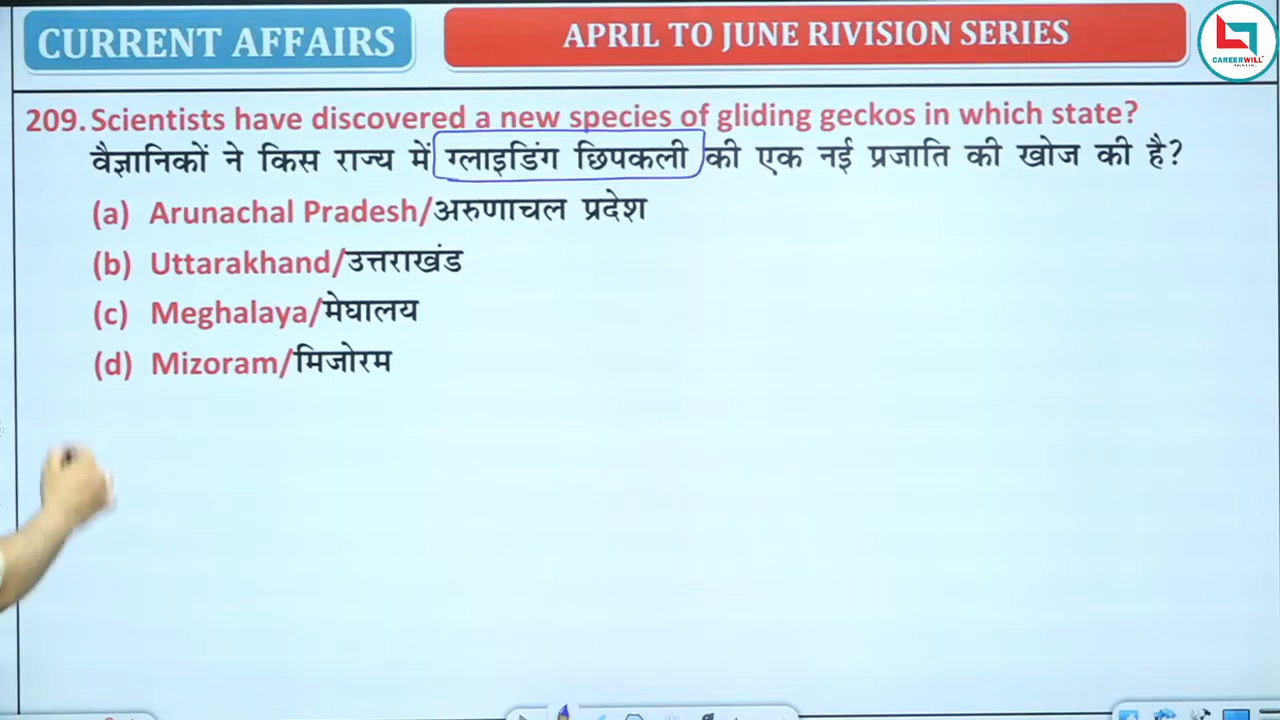 CURRENT AFFAIRS
APRIL TO JUNE RIVISION SERIES
CAREERWILL
209. Scientists have discovered a new species of gliding geckos in which state?
वैज्ञानिकों ने किस राज्य में ग्लाइडिंग छिपकली की एक नई प्रजाति की खोज की है?
(a) Arunachal Pradesh/अरुणाचल प्रदेश
(b) Uttarakhand/उत्तराखंड
(c) Meghalaya/मेघालय
(d) Mizoram/मिजोरम